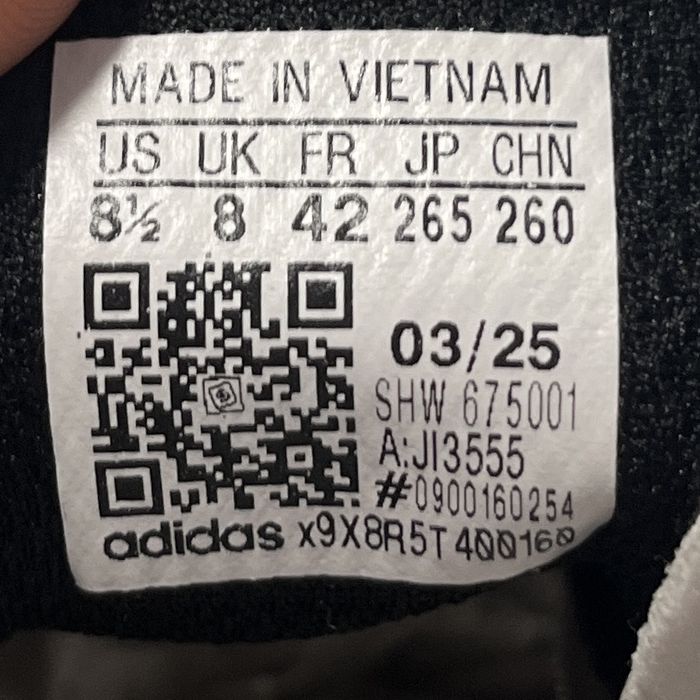 MADE IN VIETNAM
US UK FR JP CHN
8½ 8 42 265 260
03/25
SHW 675001
A:JI3555
#0900160254
adidas X9X8R5T400160